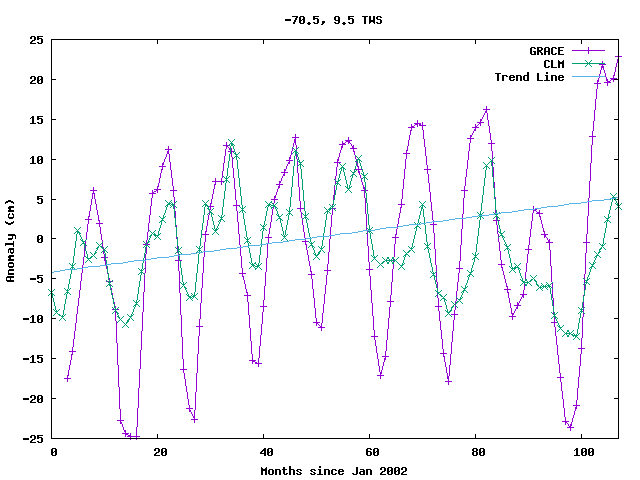 -70.5, 9.5 TWS
GRACE
CLM
Trend Line
25
20
15
10
5
0
-5
-10
-15
-20
-25
Anomaly (cm)
0 20 40 60 80 100
Months since Jan 2002